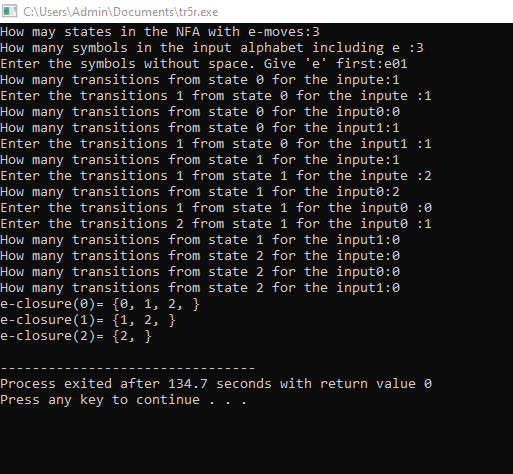 C:\Users\Admin\Documents\tr5r.exe
How may states in the NFA with e-moves:3
How many symbols in the input alphabet including e :3
Enter the symbols without space. Give 'e' first:e01
How many transitions from state 0 for the inpute:1
Enter the transitions 1 from state 0 for the inpute :1
How many transitions from state 0 for the input0:0
How many transitions from state 0 for the input1:1
Enter the transitions 1 from state 0 for the input1 :1
How many transitions from state 1 for the inpute:1
Enter the transitions 1 from state 1 for the inpute :2
How many transitions from state 1 for the input0:2
Enter the transitions 1 from state 1 for the input0 :0
Enter the transitions 2 from state 1 for the input0 :1
How many transitions from state 1 for the input1:0
How many transitions from state 2 for the inpute:0
How many transitions from state 2 for the input0:0
How many transitions from state 2 for the input1:0
e-closure(0)= {0, 1, 2, }
e-closure(1)= {1, 2, }
e-closure(2)= {2, }
--------------------------------
Process exited after 134.7 seconds with return value 0
Press any key to continue . . .